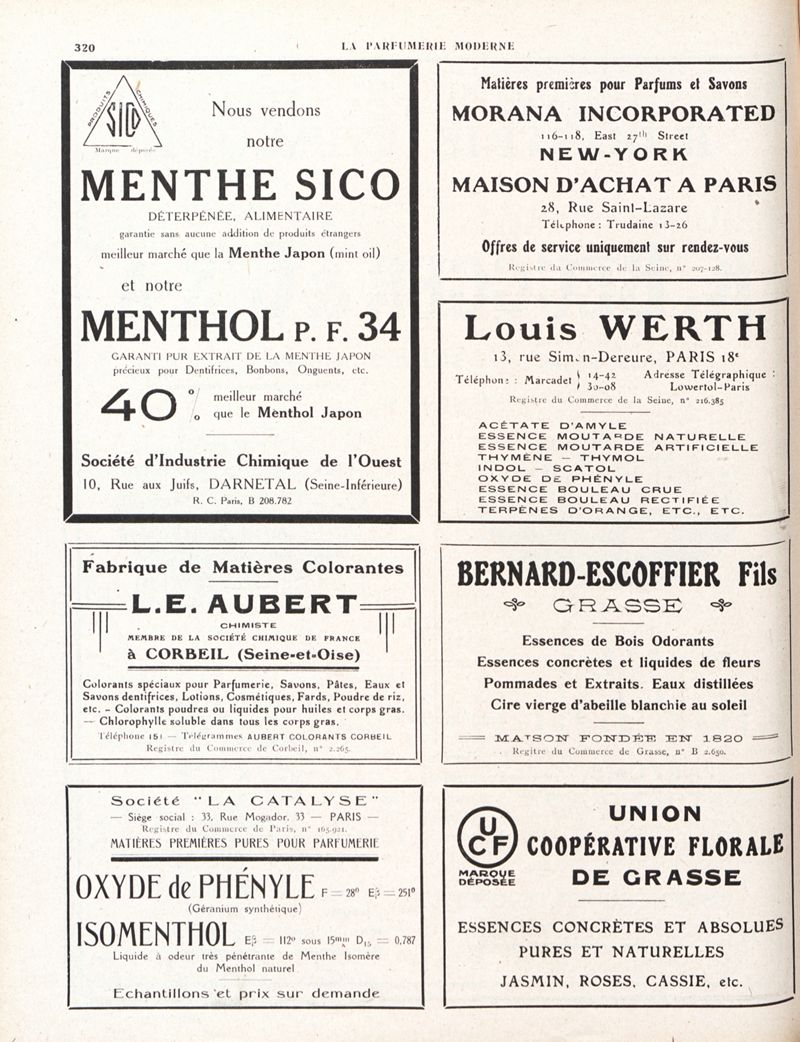 320
LA PARFUMERIE MODERNE
PRODUITS CHIMIQUES
SICO
Marque déposée
Nous vendons
notre
MENTHE SICO
DÉTERPÉNÉE, ALIMENTAIRE
garantie sans aucune addition de produits étrangers
meilleur marché que la Menthe Japon (mint oil)
et notre
MENTHOL P. F. 34
GARANTI PUR EXTRAIT DE LA MENTHE JAPON
précieux pour Dentifrices, Bonbons, Onguents, etc.
40 % meilleur marché
que le Menthol Japon
Société d'Industrie Chimique de l'Ouest
10, Rue aux Juifs, DARNETAL (Seine-Inférieure)
R. C. Paris, B 208.782
Matières premières pour Parfums et Savons
MORANA INCORPORATED
116-118, East 27th Street
NEW-YORK
MAISON D'ACHAT A PARIS
28, Rue Saint-Lazare
Téléphone : Trudaine 13-26
Offres de service uniquement sur rendez-vous
Registre du Commerce de la Seine, n° 207-128.
Louis WERTH
13, rue Simon-Dereure, PARIS 18e
Téléphone : Marcadet { 14-42 Adresse Télégraphique :
30-08 Lowertol-Paris
Registre du Commerce de la Seine, n° 216.385
ACÉTATE D'AMYLE
ESSENCE MOUTARDE NATURELLE
ESSENCE MOUTARDE ARTIFICIELLE
THYMÈNE — THYMOL
INDOL — SCATOL
OXYDE DE PHÉNYLE
ESSENCE BOULEAU CRUE
ESSENCE BOULEAU RECTIFIÉE
TERPÈNES D'ORANGE, ETC., ETC.
Fabrique de Matières Colorantes
L.E. AUBERT
CHIMISTE
MEMBRE DE LA SOCIÉTÉ CHIMIQUE DE FRANCE
à CORBEIL (Seine-et-Oise)
Colorants spéciaux pour Parfumerie, Savons, Pâtes, Eaux et
Savons dentifrices, Lotions, Cosmétiques, Fards, Poudre de riz,
etc. - Colorants poudres ou liquides pour huiles et corps gras.
— Chlorophylle soluble dans tous les corps gras.
Téléphone 151 — Télégrammes AUBERT COLORANTS CORBEIL
Registre du Commerce de Corbeil, n° 2.265.
BERNARD-ESCOFFIER Fils
GRASSE
Essences de Bois Odorants
Essences concrètes et liquides de fleurs
Pommades et Extraits. Eaux distillées
Cire vierge d'abeille blanchie au soleil
MAISON FONDÉE EN 1820
Regitre du Commerce de Grasse, n° B 2.650.
Société "LA CATALYSE"
— Siège social : 33, Rue Mogador, 33 — PARIS —
Registre du Commerce de Paris, n° 165.921.
MATIÈRES PREMIÈRES PURES POUR PARFUMERIE
OXYDE de PHÉNYLE F = 28° Eβ = 251°
(Géranium synthétique)
ISOMENTHOL Eβ = 112° sous 15mm D15 = 0,787
Liquide à odeur très pénétrante de Menthe Isomère
du Menthol naturel
Echantillons et prix sur demande
UCF
MARQUE
DÉPOSÉE
UNION
COOPÉRATIVE FLORALE
DE GRASSE
ESSENCES CONCRÈTES ET ABSOLUES
PURES ET NATURELLES
JASMIN, ROSES, CASSIE, etc.